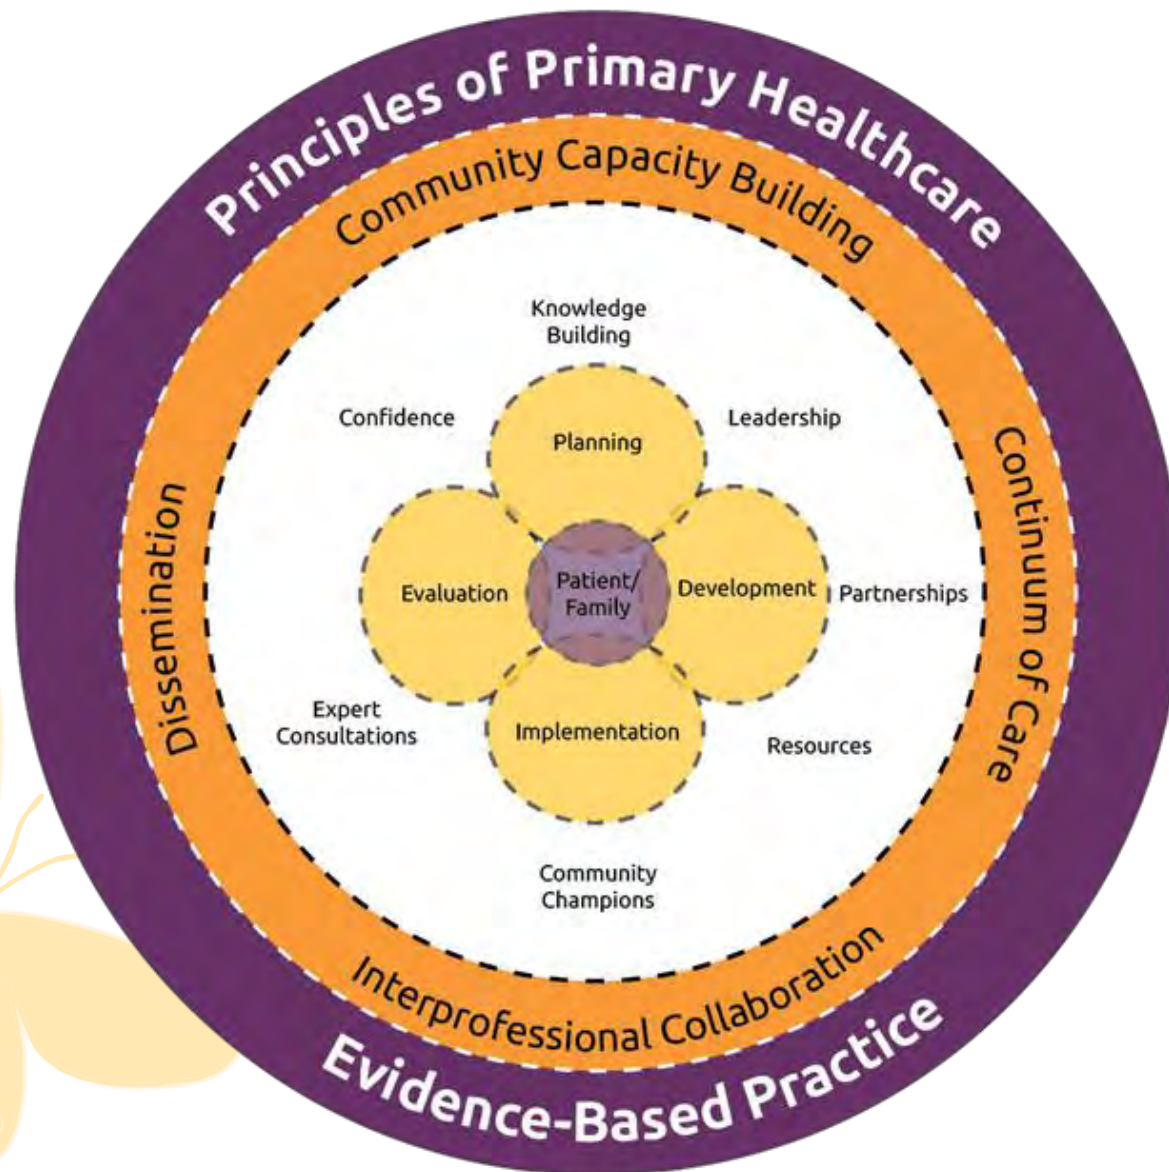 Principles of Primary Healthcare
Community Capacity Building
Knowledge
Building
Confidence
Leadership
Planning
Dissemination
Continuum of Care
Evaluation
Patient/
Family
Development
Partnerships
Expert
Consultations
Implementation
Resources
Community
Champions
Interprofessional Collaboration
Evidence-Based Practice